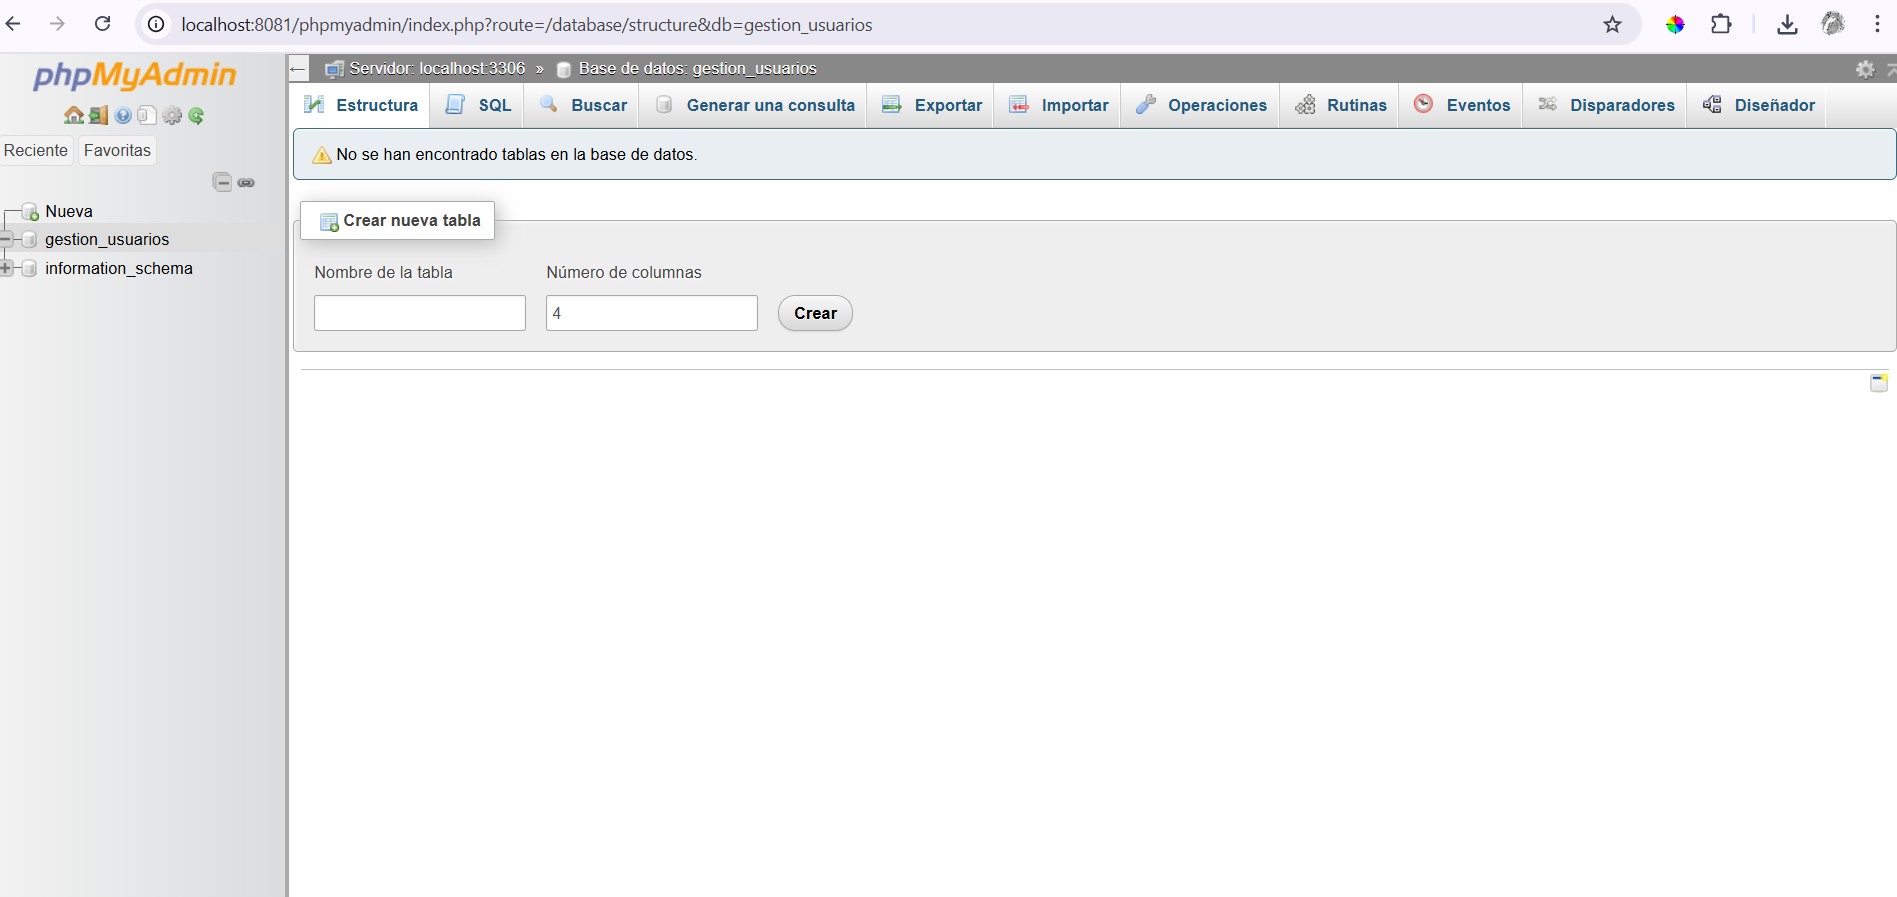 localhost:8081/phpmyadmin/index.php?route=/database/structure&db=gestion_usuarios
phpMyAdmin
Reciente Favoritas
Nueva
gestion_usuarios
information_schema
Servidor: localhost:3306 » Base de datos: gestion_usuarios
Estructura SQL Buscar Generar una consulta Exportar Importar Operaciones Rutinas Eventos Disparadores Diseñador
No se han encontrado tablas en la base de datos.
Crear nueva tabla
Nombre de la tabla Número de columnas
4 Crear